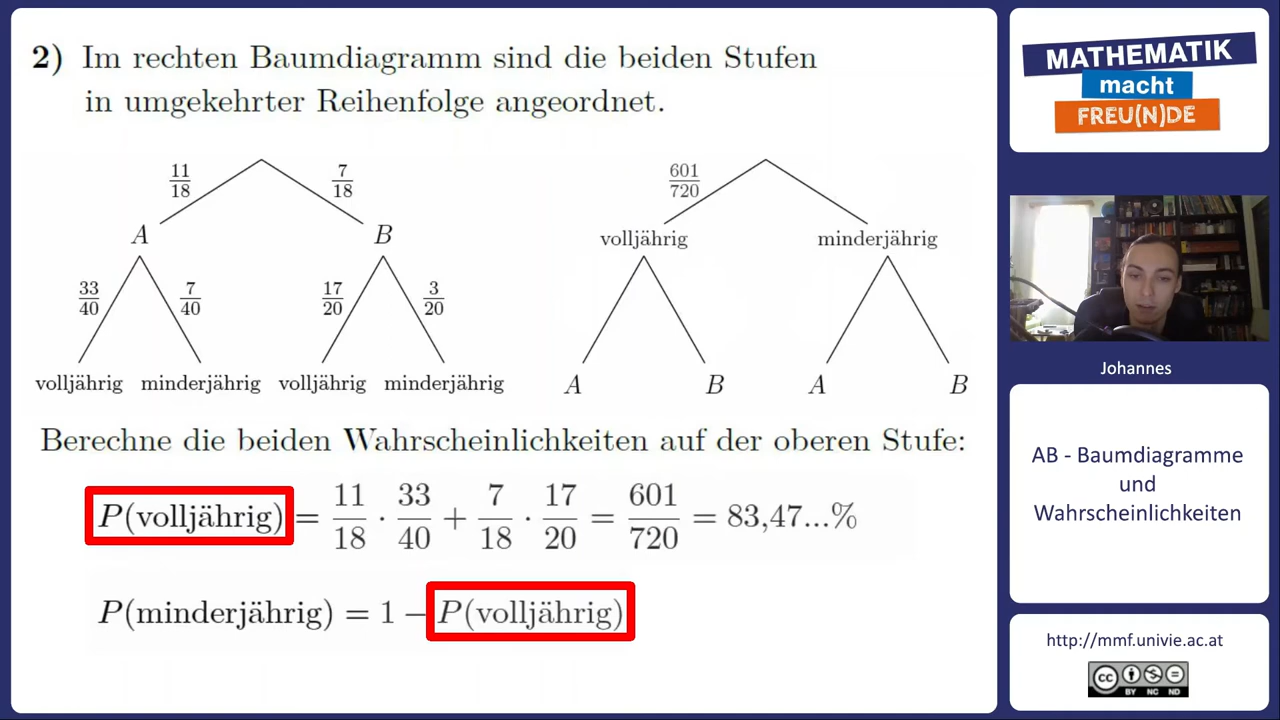 2) Im rechten Baumdiagramm sind die beiden Stufen
in umgekehrter Reihenfolge angeordnet.
11/18 7/18
A B
33/40 7/40 17/20 3/20
volljährig minderjährig volljährig minderjährig
601/720
volljährig minderjährig
A B A B
Berechne die beiden Wahrscheinlichkeiten auf der oberen Stufe:
P(volljährig) = 11/18 · 33/40 + 7/18 · 17/20 = 601/720 = 83,47...%
P(minderjährig) = 1 − P(volljährig)
MATHEMATIK
macht
FREU(N)DE
Johannes
AB - Baumdiagramme
und
Wahrscheinlichkeiten
http://mmf.univie.ac.at
cc
BY NC ND